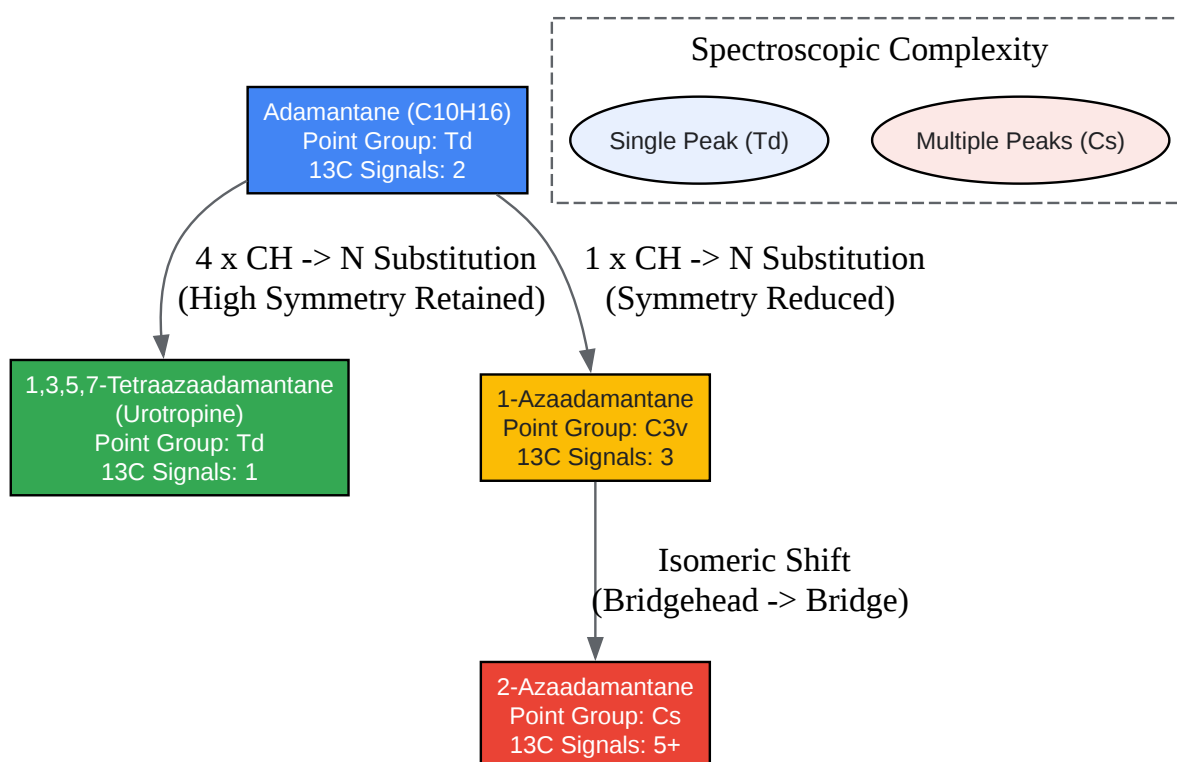 Spectroscopic Complexity
Single Peak (Td)
Multiple Peaks (Cs)
Adamantane (C10H16)
Point Group: Td
13C Signals: 2
4 x CH -> N Substitution
(High Symmetry Retained)
1 x CH -> N Substitution
(Symmetry Reduced)
1,3,5,7-Tetraazaadamantane
(Urotropine)
Point Group: Td
13C Signals: 1
1-Azaadamantane
Point Group: C3v
13C Signals: 3
Isomeric Shift
(Bridgehead -> Bridge)
2-Azaadamantane
Point Group: Cs
13C Signals: 5+